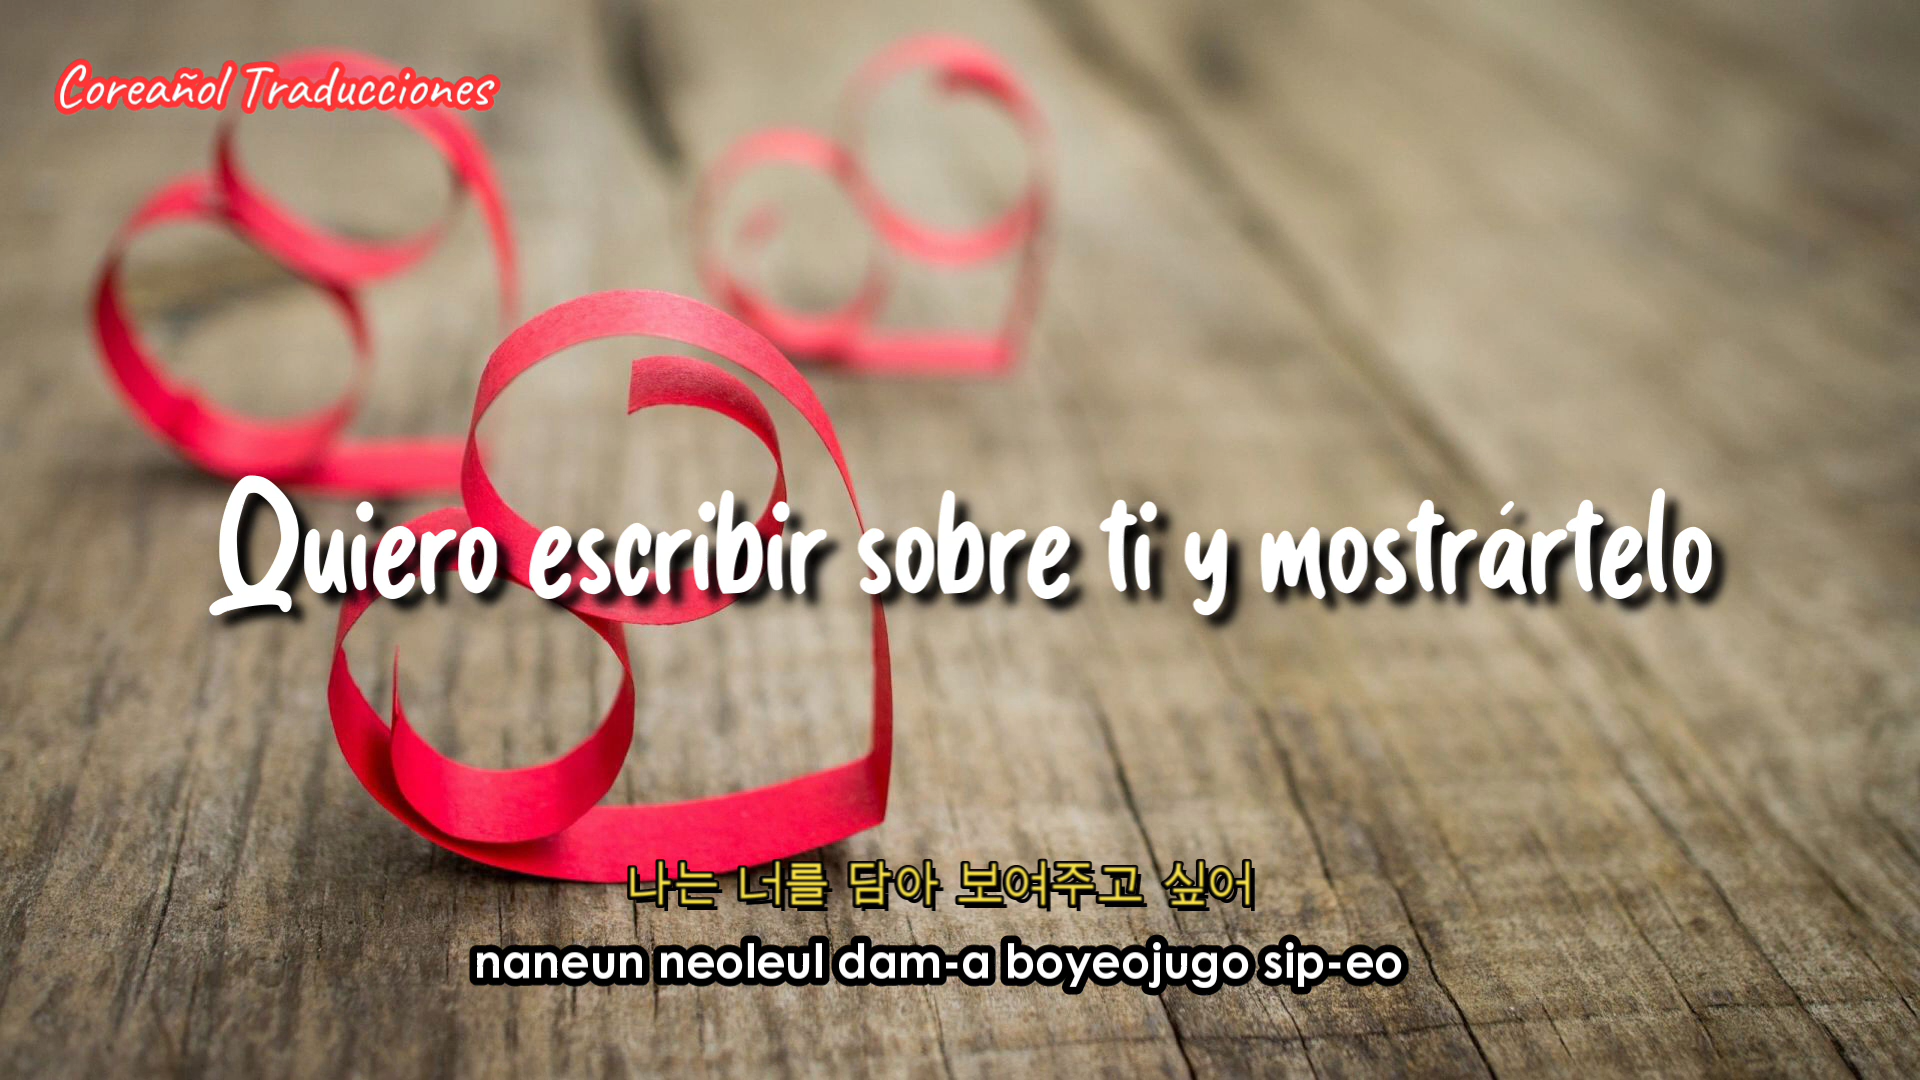 Coreañol Traducciones
Quiero escribir sobre ti y mostrártelo
나는 너를 담아 보여주고 싶어
naneun neoleul dam-a boyeojugo sip-eo